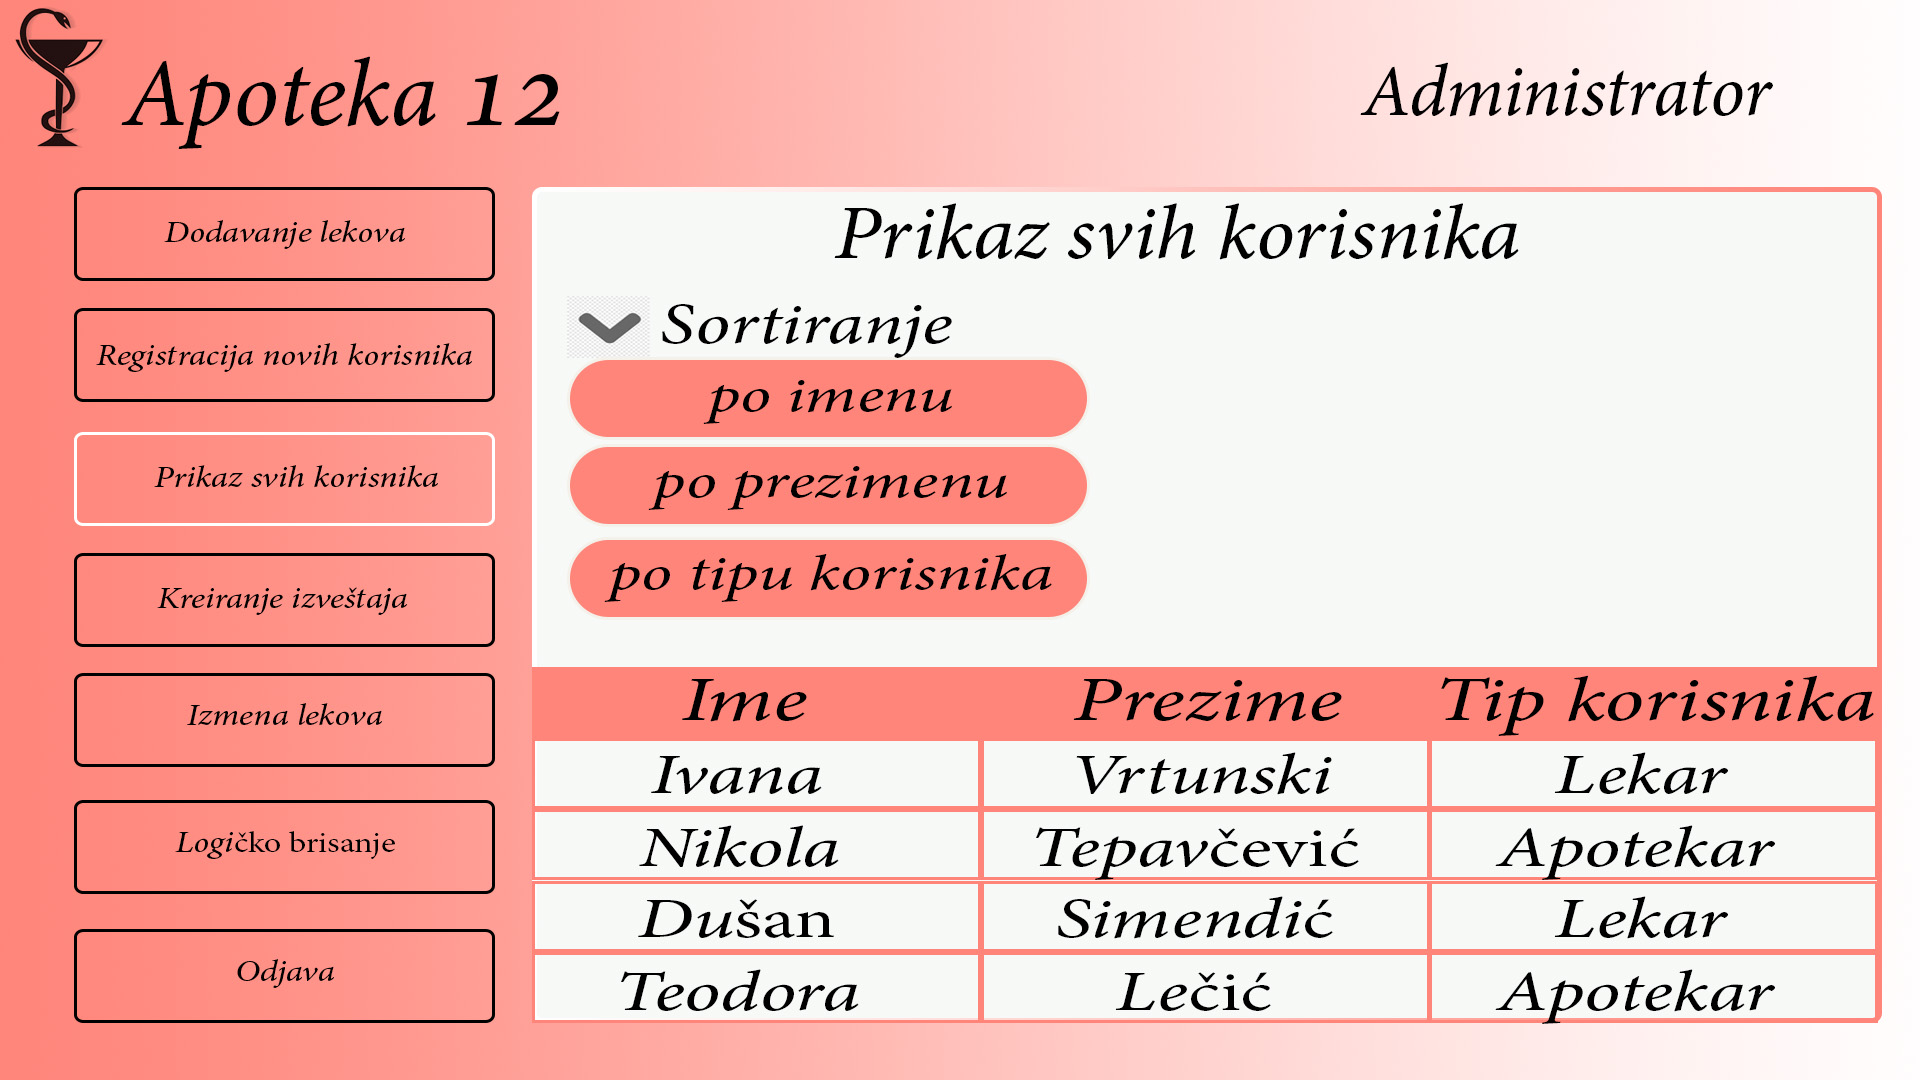 Apoteka 12
Administrator
Dodavanje lekova
Registracija novih korisnika
Prikaz svih korisnika
Kreiranje izveštaja
Izmena lekova
Logičko brisanje
Odjava
Prikaz svih korisnika
Sortiranje
po imenu
po prezimenu
po tipu korisnika
Ime Prezime Tip korisnika
Ivana Vrtunski Lekar
Nikola Tepavčević Apotekar
Dušan Simendić Lekar
Teodora Lečić Apotekar